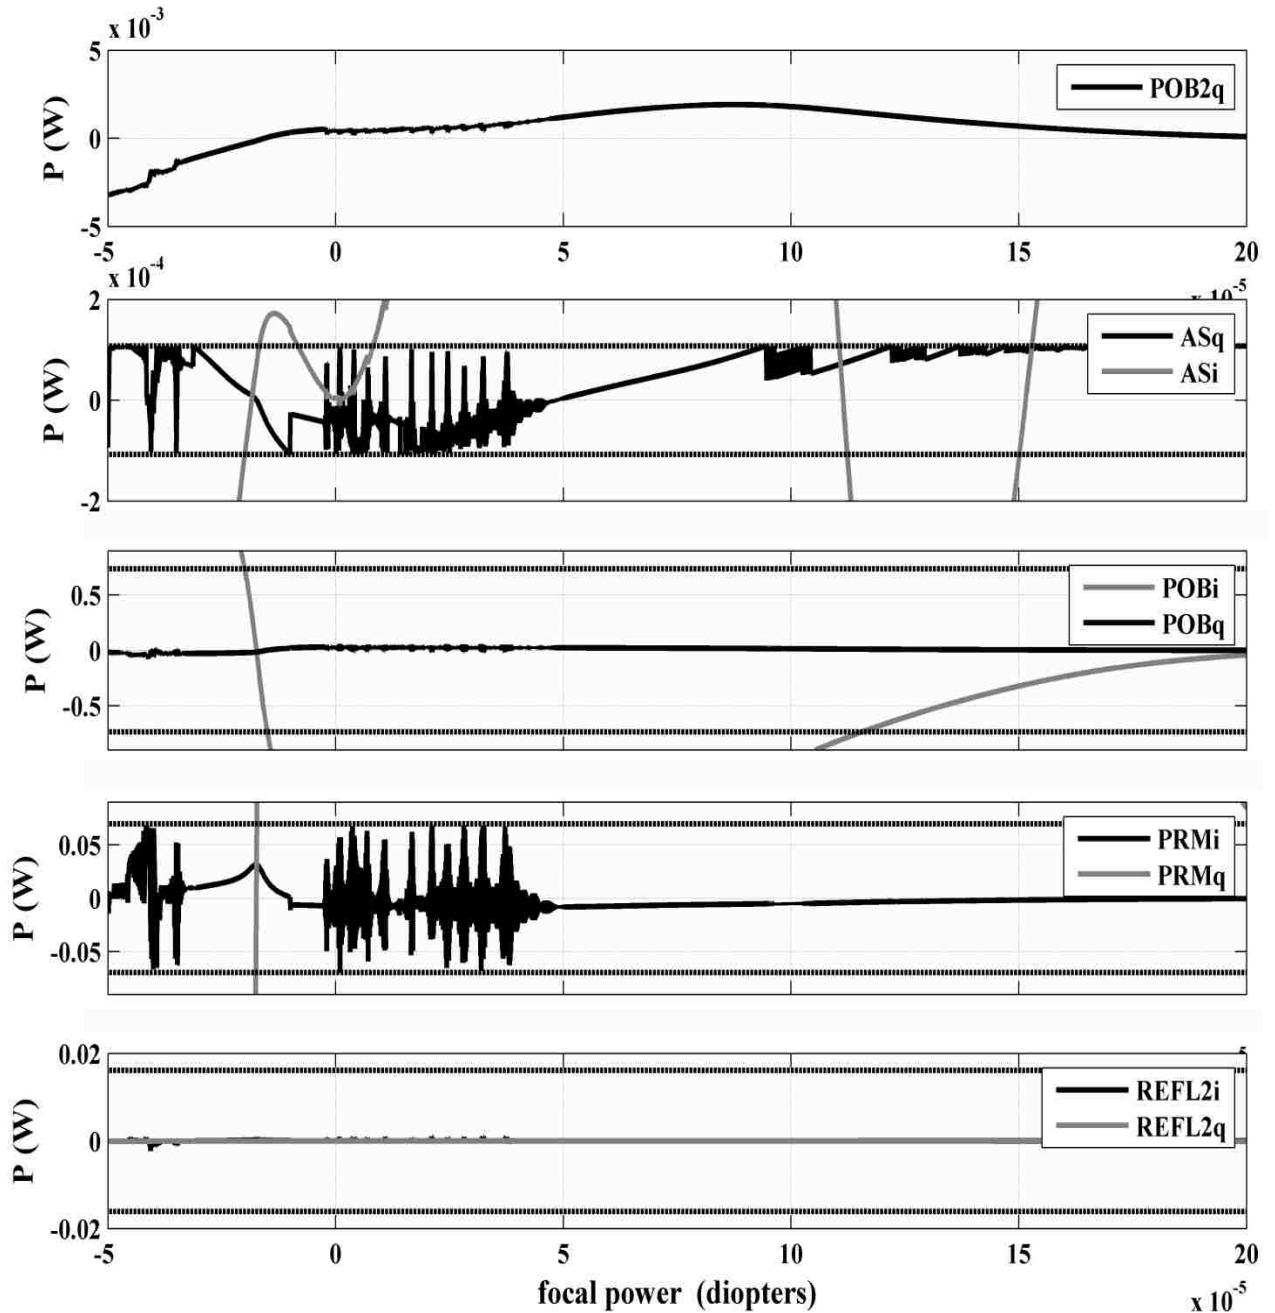 x 10-3
5
0
-5
P (W)
POB2q
-5 0 5 10 15 20
x 10-4
x 10-5
2
0
-2
P (W)
ASq
ASi
0.5
0
-0.5
P (W)
POBi
POBq
0.05
0
-0.05
P (W)
PRMi
PRMq
0.02
0
-0.02
P (W)
REFL2i
REFL2q
-5 0 5 10 15 20
focal power (diopters)
x 10-5